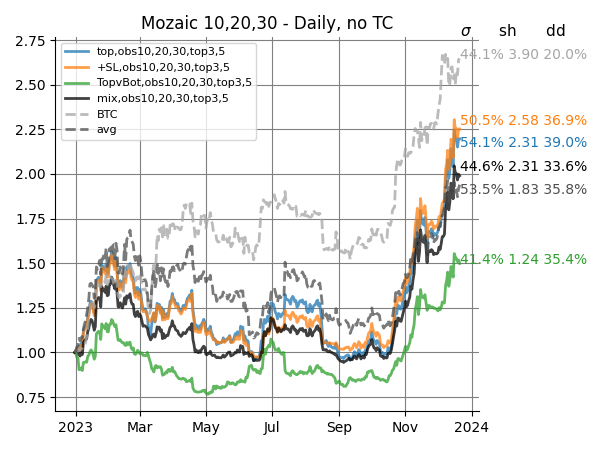 Mozaic 10,20,30 - Daily, no TC
σ sh dd
2.75
2.50
2.25
2.00
1.75
1.50
1.25
1.00
0.75
top,obs10,20,30,top3,5
+SL,obs10,20,30,top3,5
TopvBot,obs10,20,30,top3,5
mix,obs10,20,30,top3,5
BTC
avg
44.1% 3.90 20.0%
50.5% 2.58 36.9%
54.1% 2.31 39.1%
44.6% 2.31 33.6%
53.5% 1.83 35.8%
41.4% 1.24 35.4%
2023 Mar May Jul Sep Nov 2024